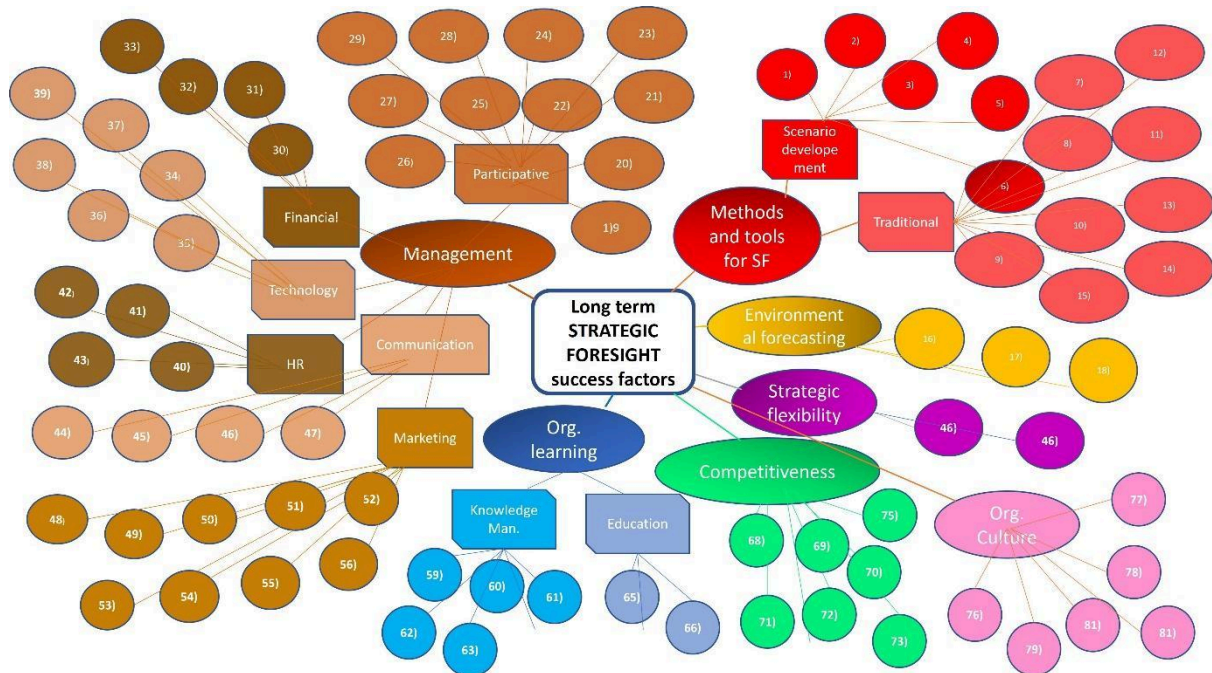 33)
32)
31)
30)
Financial
29)
28)
24)
23)
27)
25)
22)
21)
26)
20)
1)9
Participative
1)
2)
4)
3)
5)
Scenario
develope
ment
12)
7)
11)
8)
6)
13)
10)
9)
14)
15)
Traditional
Methods
and tools
for SF
39)
37)
38)
34)
36)
35)
Technology
Management
42)
41)
43)
40)
HR
Communication
44)
45)
46)
47)
Long term
STRATEGIC
FORESIGHT
success factors
Environment
al forecasting
16)
17)
18)
Strategic
flexibility
46)
46)
Marketing
48)
49)
50)
51)
52)
53)
54)
55)
56)
Org.
learning
Knowledge
Man.
59)
60)
61)
62)
63)
Education
65)
66)
Competitiveness
75)
68)
69)
70)
71)
72)
73)
Org.
Culture
77)
78)
76)
79)
81)
81)